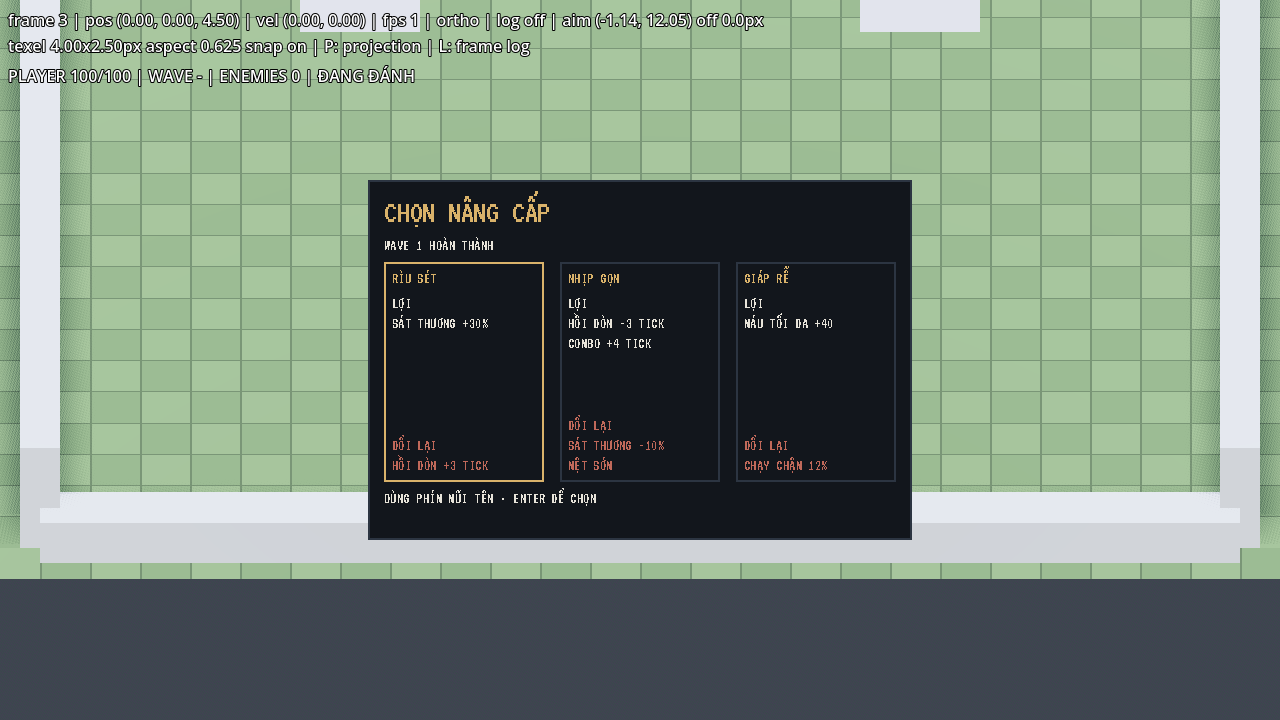 frame 3 | pos (0.00, 0.00, 4.50) | vel (0.00, 0.00) | fps 1 | ortho | log off | aim (-1.14, 12.05) off 0.0px
texel 4.00x2.50px aspect 0.625 snap on | P: projection | L: frame log
PLAYER 100/100 | WAVE - | ENEMIES 0 | ĐANG ĐÁNH
CHỌN NÂNG CẤP
WAVE 1 HOÀN THÀNH
RÌU SÉT
LỢI
SÁT THƯƠNG +30%
ĐỔI LẠI
HỒI ĐÒN +3 TICK
NHỊP GỌN
LỢI
HỒI ĐÒN -3 TICK
COMBO +4 TICK
ĐỔI LẠI
SÁT THƯƠNG -10%
MỆT SỚM
GIÁP RỄ
LỢI
MÁU TỐI ĐA +40
ĐỔI LẠI
CHẠY CHẬM 12%
DÙNG PHÍM MŨI TÊN · ENTER ĐỂ CHỌN